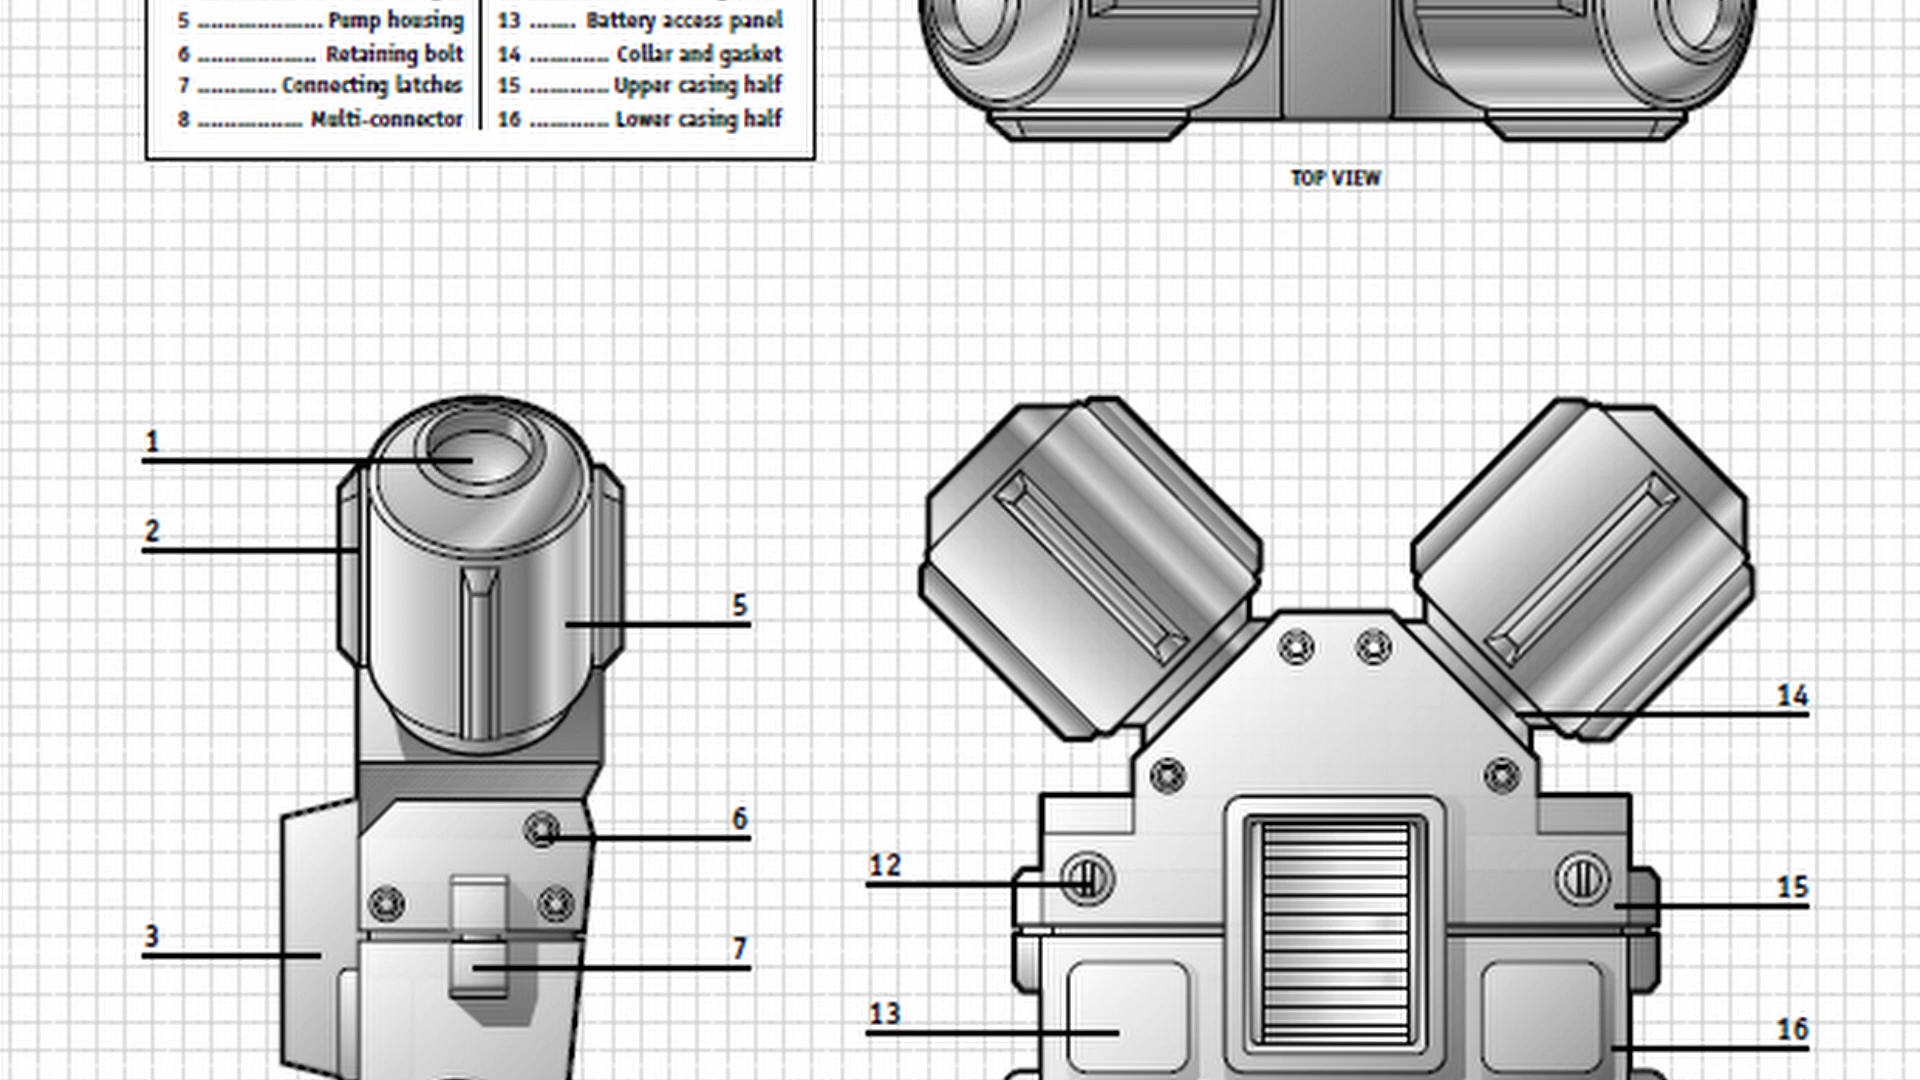 5 ................... Pump housing
6 .................. Retaining bolt
7 ............ Connecting latches
8 ................ Multi-connector
13 ....... Battery access panel
14 ............ Collar and gasket
15 ............ Upper casing half
16 ............ Lower casing half
TOP VIEW
1
2
5
14
6
12
15
3
7
13
16